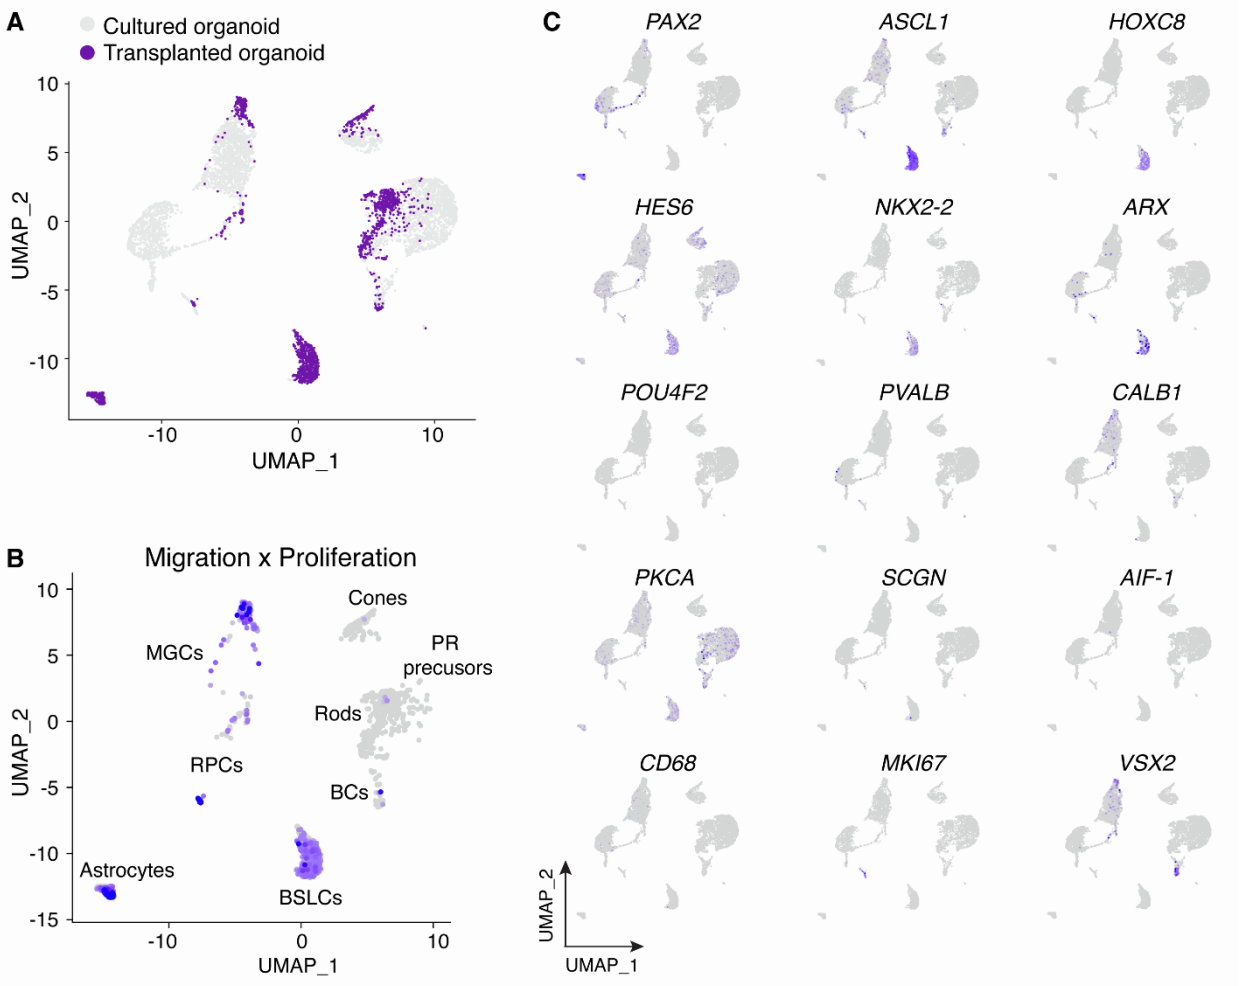 A
Cultured organoid
Transplanted organoid
10
5
0
-5
-10
UMAP_2
-10
0
10
UMAP_1
B
Migration x Proliferation
10
5
0
-5
-10
-15
UMAP_2
Cones
PR
precusors
MGCs
Rods
RPCs
BCs
Astrocytes
BSLCs
-10
0
10
UMAP_1
C
PAX2
ASCL1
HOXC8
HES6
NKX2-2
ARX
POU4F2
PVALB
CALB1
PKCA
SCGN
AIF-1
CD68
MKI67
VSX2
UMAP_2
UMAP_1